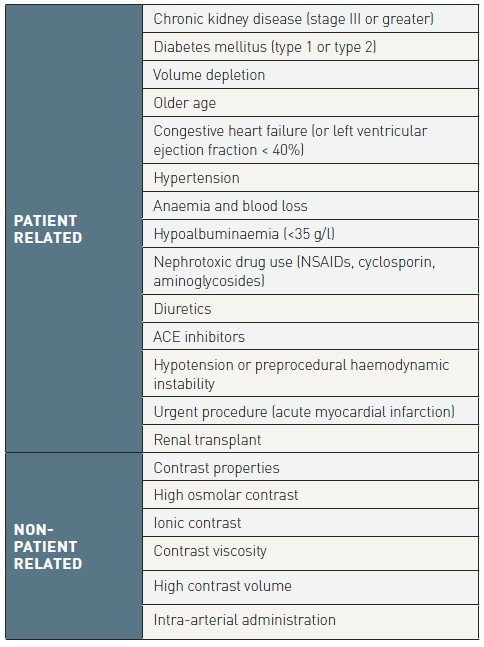 PATIENT
RELATED
Chronic kidney disease (stage III or greater)
Diabetes mellitus (type 1 or type 2)
Volume depletion
Older age
Congestive heart failure (or left ventricular
ejection fraction < 40%)
Hypertension
Anaemia and blood loss
Hypoalbuminaemia (<35 g/l)
Nephrotoxic drug use (NSAIDs, cyclosporin,
aminoglycosides)
Diuretics
ACE inhibitors
Hypotension or preprocedural haemodynamic
instability
Urgent procedure (acute myocardial infarction)
Renal transplant
NON-
PATIENT
RELATED
Contrast properties
High osmolar contrast
Ionic contrast
Contrast viscosity
High contrast volume
Intra-arterial administration